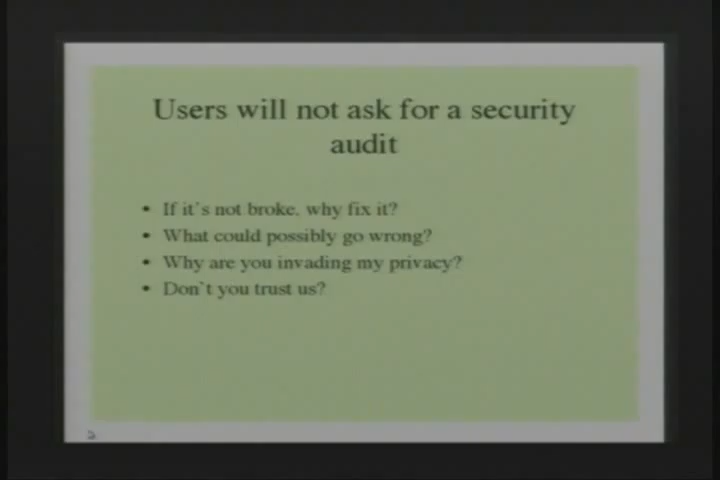 Users will not ask for a security
audit
• If it's not broke, why fix it?
• What could possibly go wrong?
• Why are you invading my privacy?
• Don't you trust us?